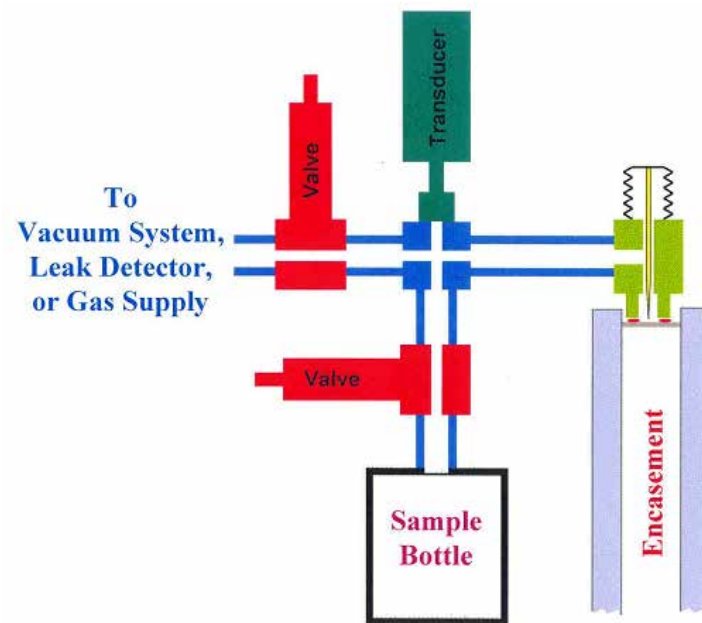 Transducer
Valve
To
Vacuum System,
Leak Detector,
or Gas Supply
Valve
Sample
Bottle
Encasement